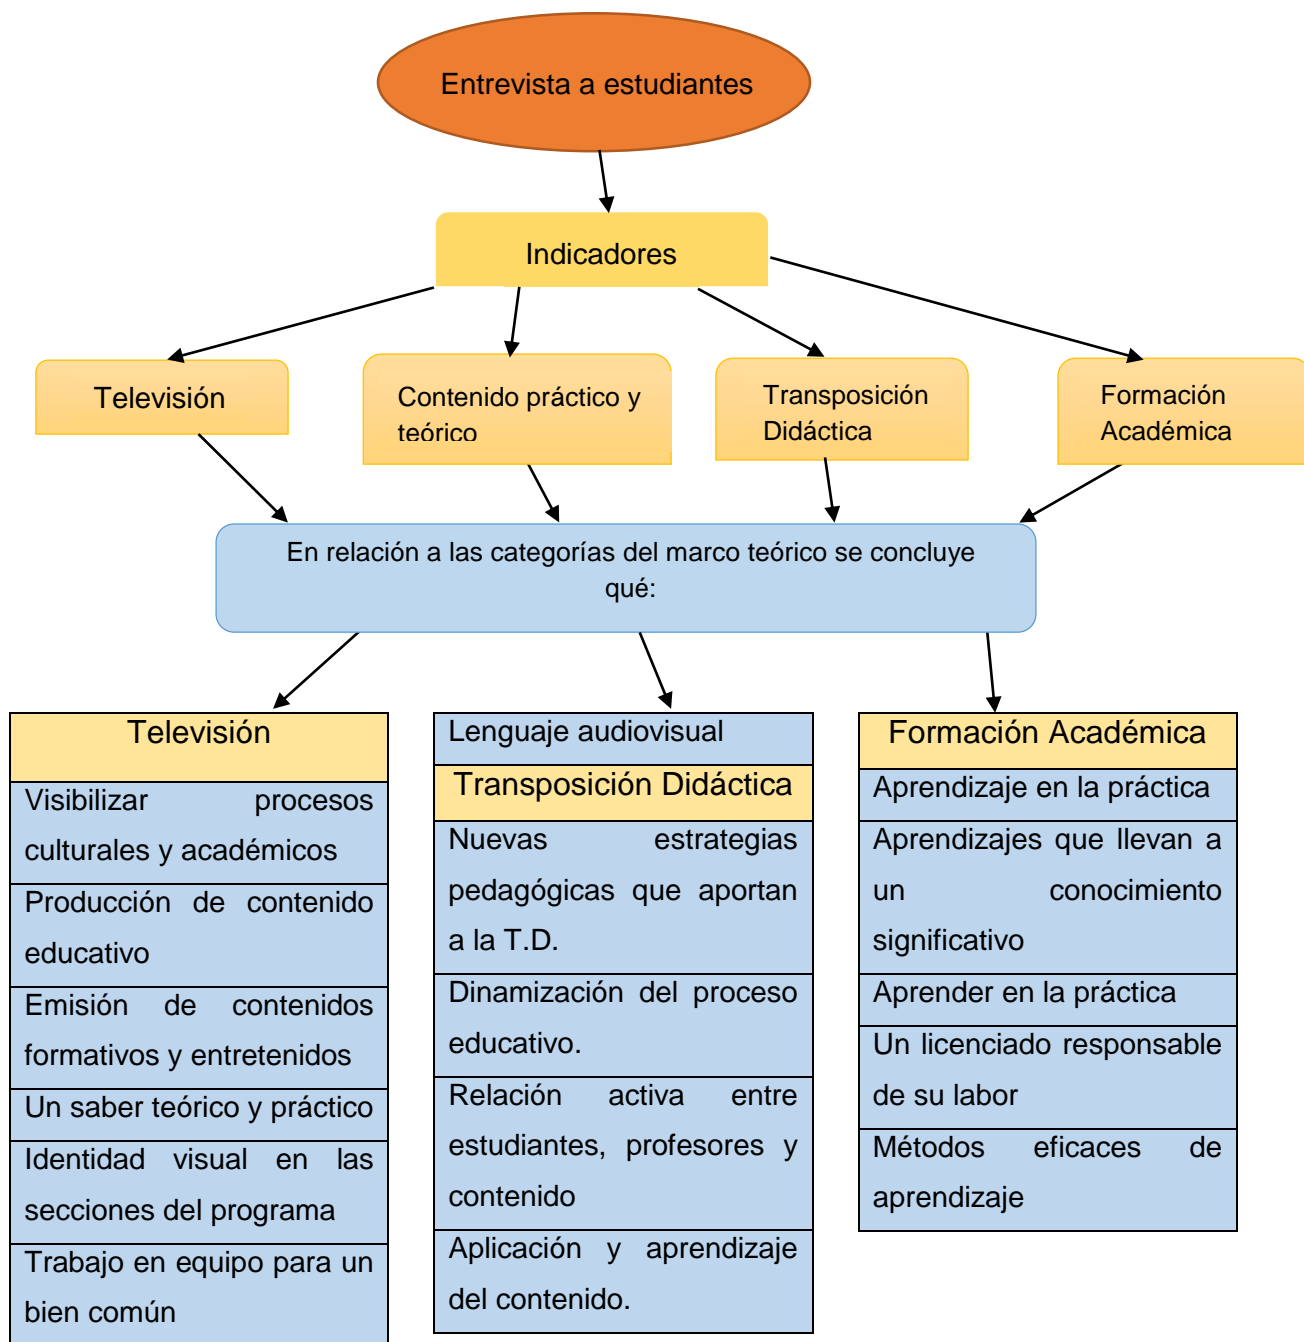 Entrevista a estudiantes
Indicadores
Televisión
Contenido práctico y
teórico
Transposición
Didáctica
Formación
Académica
En relación a las categorías del marco teórico se concluye
qué:
Televisión
Visibilizar procesos
culturales y académicos
Producción de contenido
educativo
Emisión de contenidos
formativos y entretenidos
Un saber teórico y práctico
Identidad visual en las
secciones del programa
Trabajo en equipo para un
bien común
Lenguaje audiovisual
Transposición Didáctica
Nuevas estrategias
pedagógicas que aportan
a la T.D.
Dinamización del proceso
educativo.
Relación activa entre
estudiantes, profesores y
contenido
Aplicación y aprendizaje
del contenido.
Formación Académica
Aprendizaje en la práctica
Aprendizajes que llevan a
un conocimiento
significativo
Aprender en la práctica
Un licenciado responsable
de su labor
Métodos eficaces de
aprendizaje